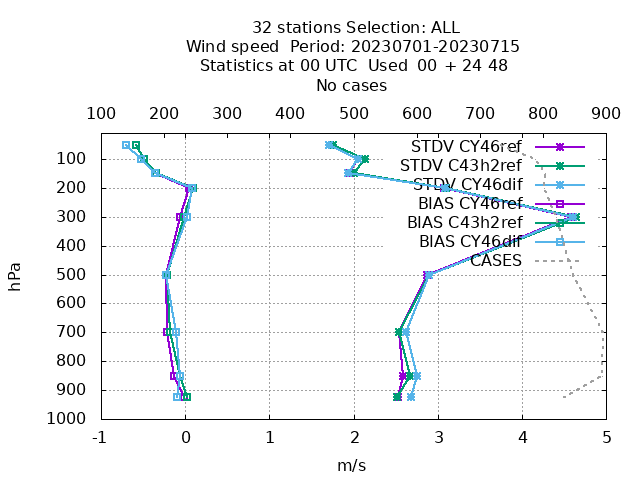 32 stations Selection: ALL
Wind speed  Period: 20230701-20230715
Statistics at 00 UTC  Used  00 + 24 48
No cases
100 200 300 400 500 600 700 800 900
STDV CY46ref
STDV C43h2ref
STDV CY46dif
BIAS CY46ref
BIAS C43h2ref
BIAS CY46dif
CASES
hPa
100
200
300
400
500
600
700
800
900
1000
-1 0 1 2 3 4 5
m/s